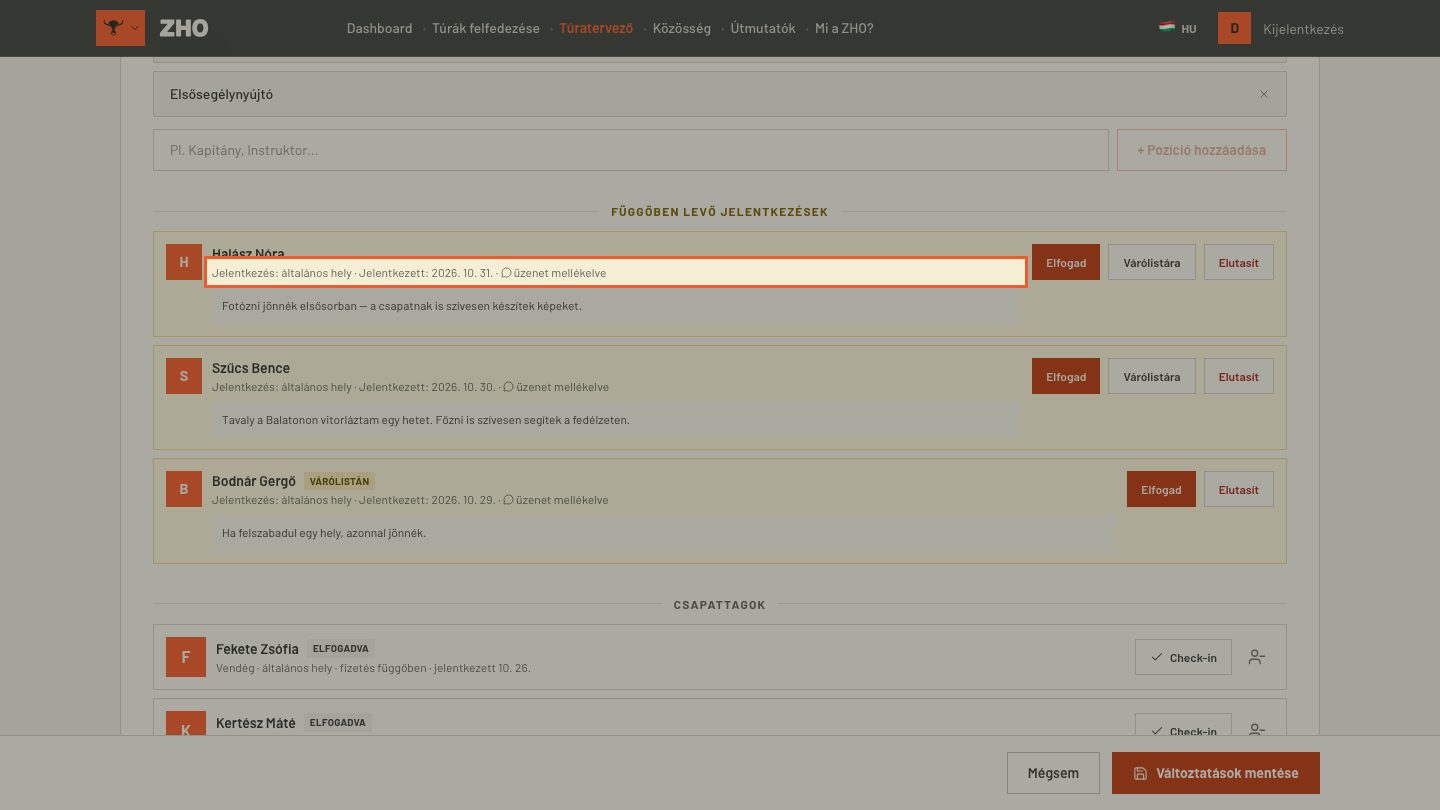 ZHO
Dashboard · Túrák felfedezése · Túratervező · Közösség · Útmutatók · Mi a ZHO?
HU
D
Kijelentkezés
Elsősegélynyújtó
Pl. Kapitány, Instruktor...
+ Pozíció hozzáadása
FÜGGŐBEN LEVŐ JELENTKEZÉSEK
H
Halász Nóra
Jelentkezés: általános hely · Jelentkezett: 2026. 10. 31. · üzenet mellékelve
Elfogad
Várólistára
Elutasít
Fotózni jönnék elsősorban — a csapatnak is szívesen készítek képeket.
S
Szűcs Bence
Jelentkezés: általános hely · Jelentkezett: 2026. 10. 30. · üzenet mellékelve
Elfogad
Várólistára
Elutasít
Tavaly a Balatonon vitorláztam egy hetet. Főzni is szívesen segítek a fedélzeten.
B
Bodnár Gergő VÁRÓLISTÁN
Jelentkezés: általános hely · Jelentkezett: 2026. 10. 29. · üzenet mellékelve
Elfogad
Elutasít
Ha felszabadul egy hely, azonnal jönnék.
CSAPATTAGOK
F
Fekete Zsófia ELFOGADVA
Vendég · általános hely · fizetés függőben · jelentkezett 10. 26.
Check-in
K
Kertész Máté ELFOGADVA
Check-in
Mégsem
Változtatások mentése